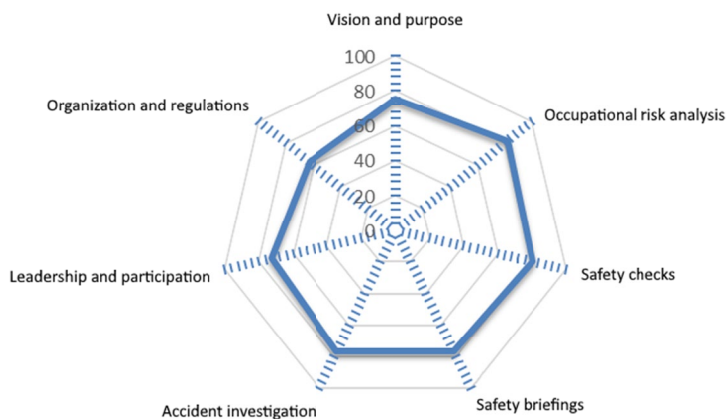 Vision and purpose
100
80
60
40
20
0
Organization and regulations
Occupational risk analysis
Leadership and participation
Safety checks
Accident investigation
Safety briefings